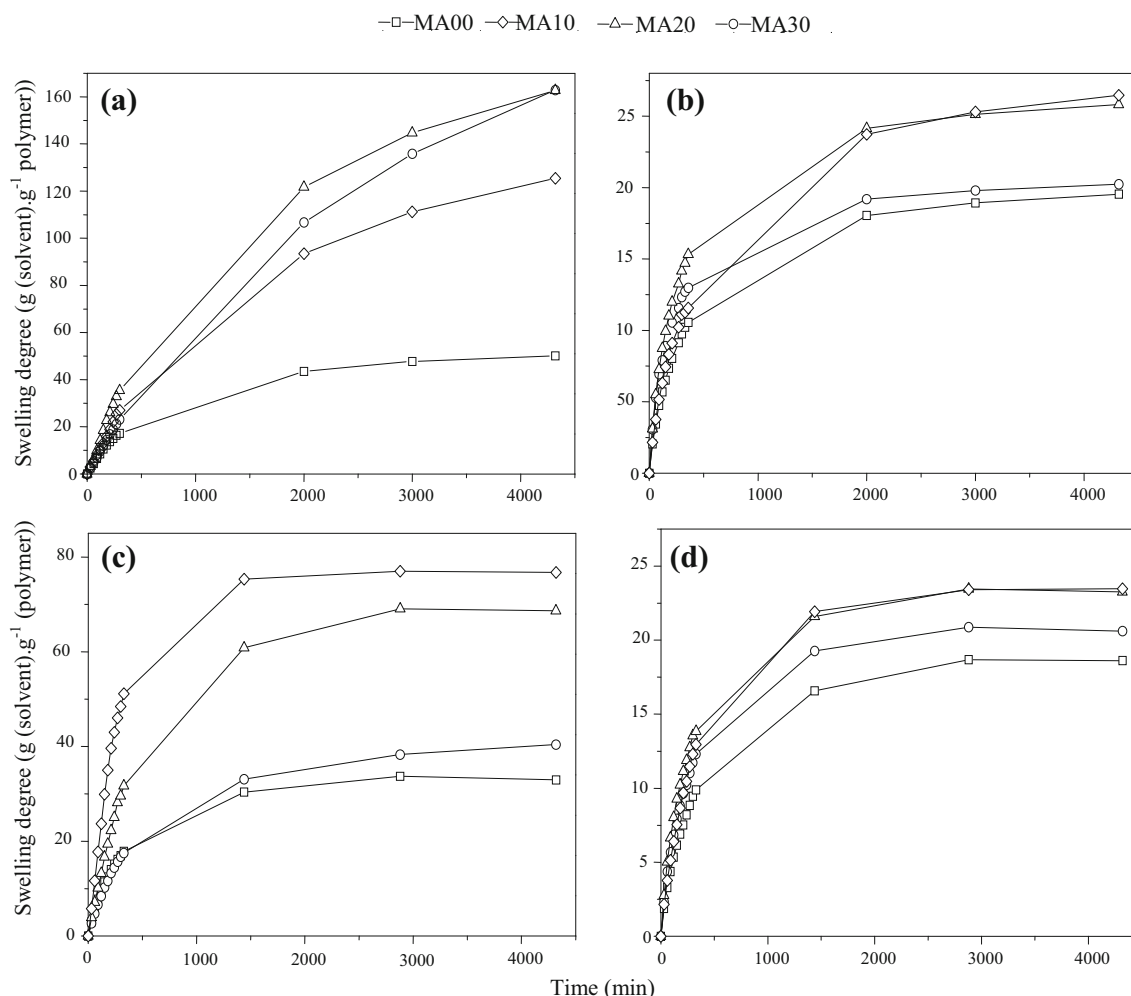 MA00 MA10 MA20 MA30
(a)
160
140
120
100
80
60
40
20
0
0 1000 2000 3000 4000
Swelling degree (g (solvent).g-1 polymer))
(b)
25
20
15
10
50
0
0 1000 2000 3000 4000
(c)
80
60
40
20
0
0 1000 2000 3000 4000
Swelling degree (g (solvent).g-1 (polymer))
(d)
25
20
15
10
5
0
0 1000 2000 3000 4000
Time (min)